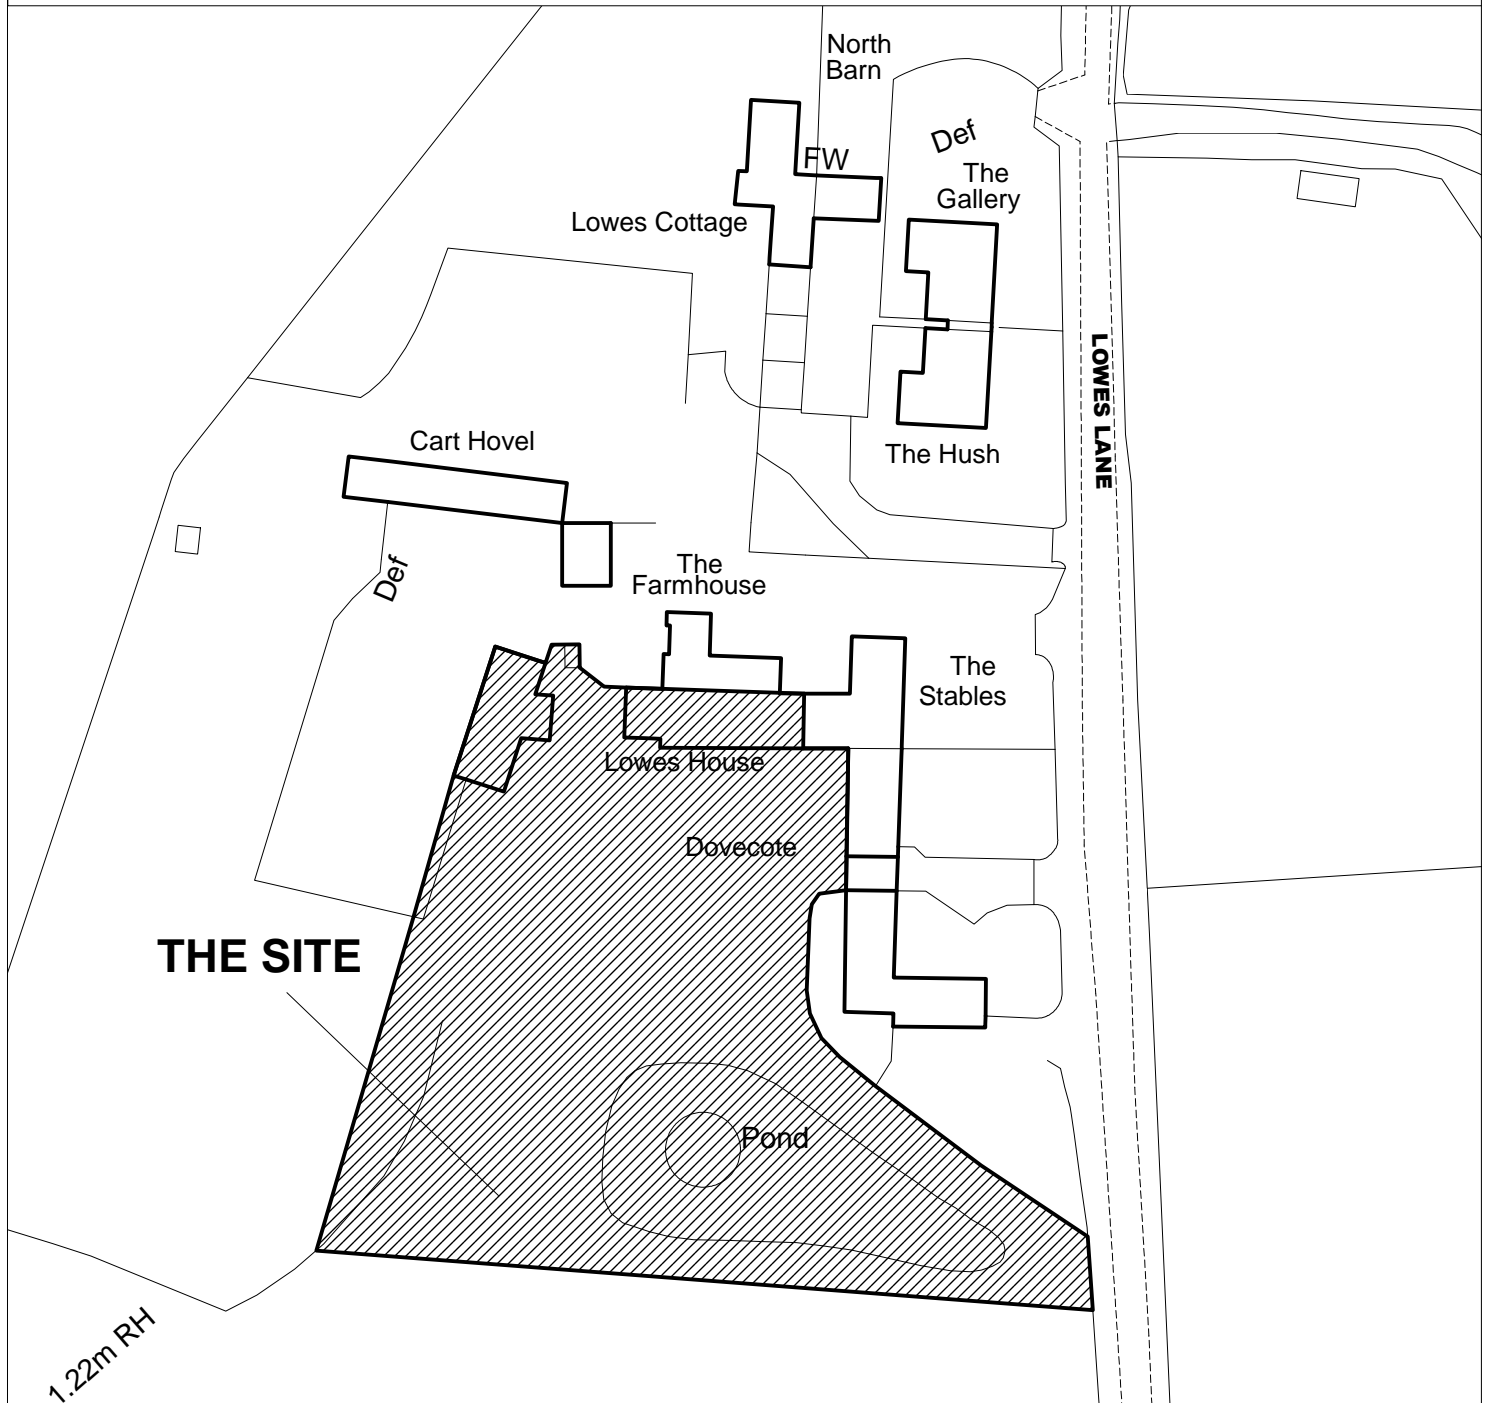 North
Barn
FW
Def
The
Gallery
Lowes Cottage
LOWES LANE
Cart Hovel
The Hush
Def
The
Farmhouse
The
Stables
Lowes House
Dovecote
THE SITE
Pond
1.22m RH